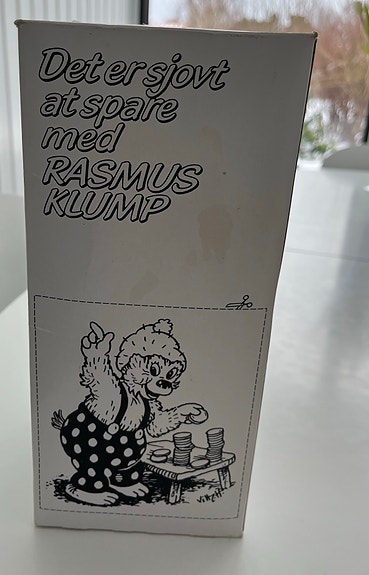 Det er sjovt
at spare
med
RASMUS
KLUMP